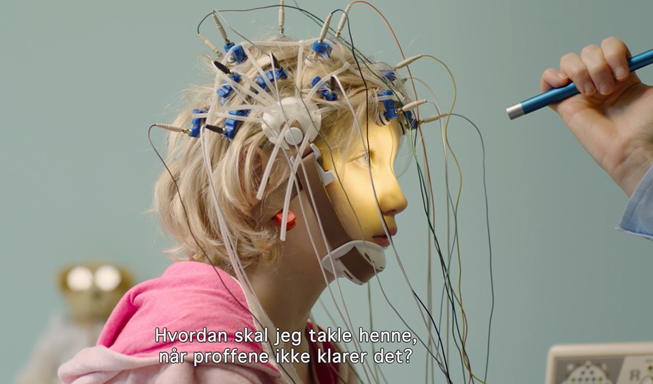 Hvordan skal jeg takle henne,
når proffene ikke klarer det?